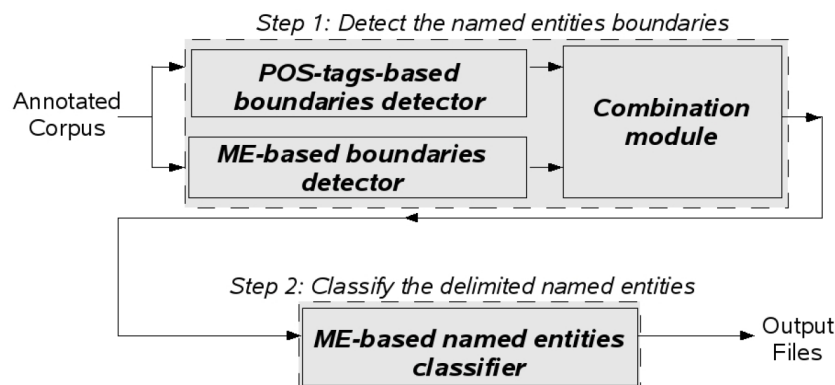 Step 1: Detect the named entities boundaries
POS-tags-based
boundaries detector
Annotated
Corpus
ME-based boundaries
detector
Combination
module
Step 2: Classify the delimited named entities
ME-based named entities
classifier
Output
Files